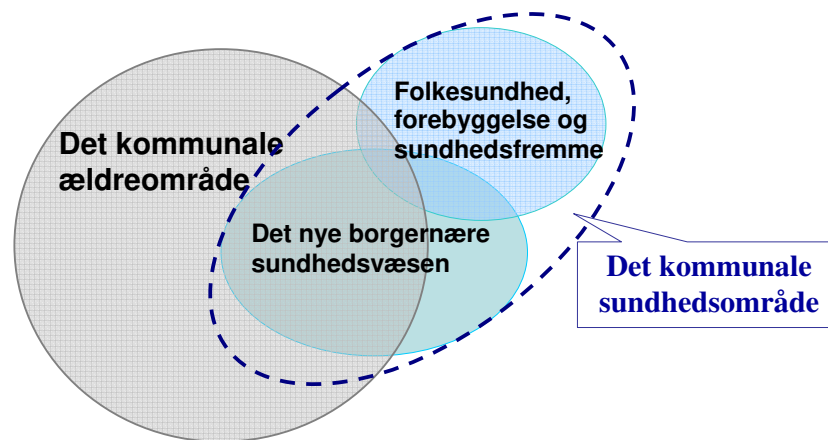 Folkesundhed,
forebyggelse og
sundhedsfremme
Det kommunale
ældreområde
Det nye borgernære
sundhedsvæsen
Det kommunale
sundhedsområde